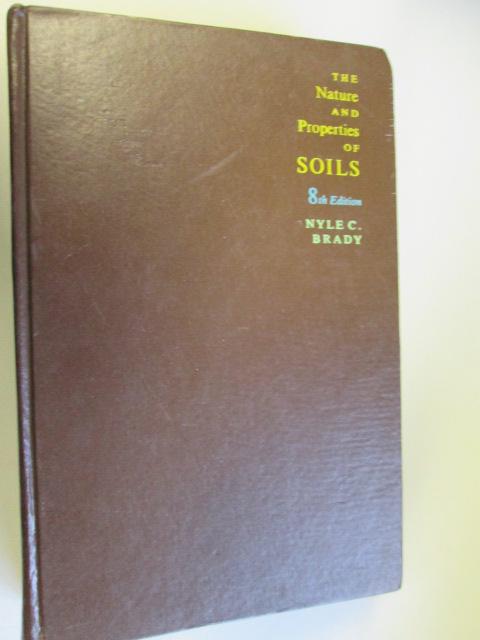 THE
Nature
AND
Properties
OF
SOILS
8th Edition
NYLE C.
BRADY